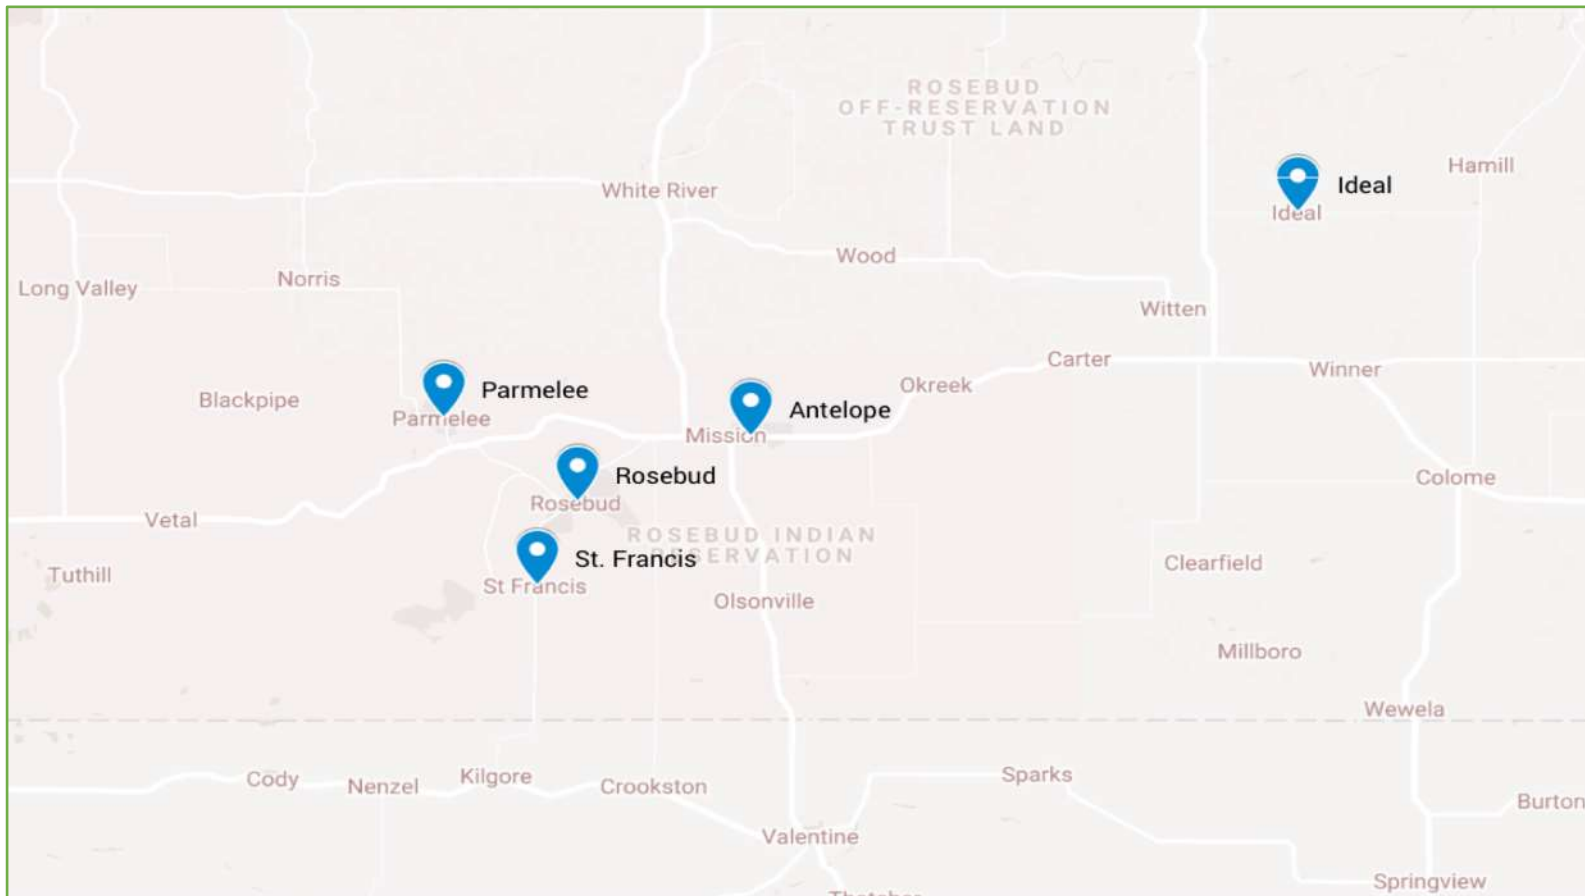 ROSEBUD
OFF-RESERVATION
TRUST LAND
Hamill
Ideal
White River
Ideal
Wood
Norris
Long Valley
Witten
Carter
Winner
Okreek
Parmelee
Blackpipe
Antelope
Parmelee
Mission
Rosebud
Colome
Rosebud
Vetal
ROSEBUD INDIAN
RESERVATION
St. Francis
Clearfield
Tuthill
St Francis
Olsonville
Millboro
Wewela
Sparks
Cody
Kilgore
Nenzel
Crookston
Burton
Valentine
Springview